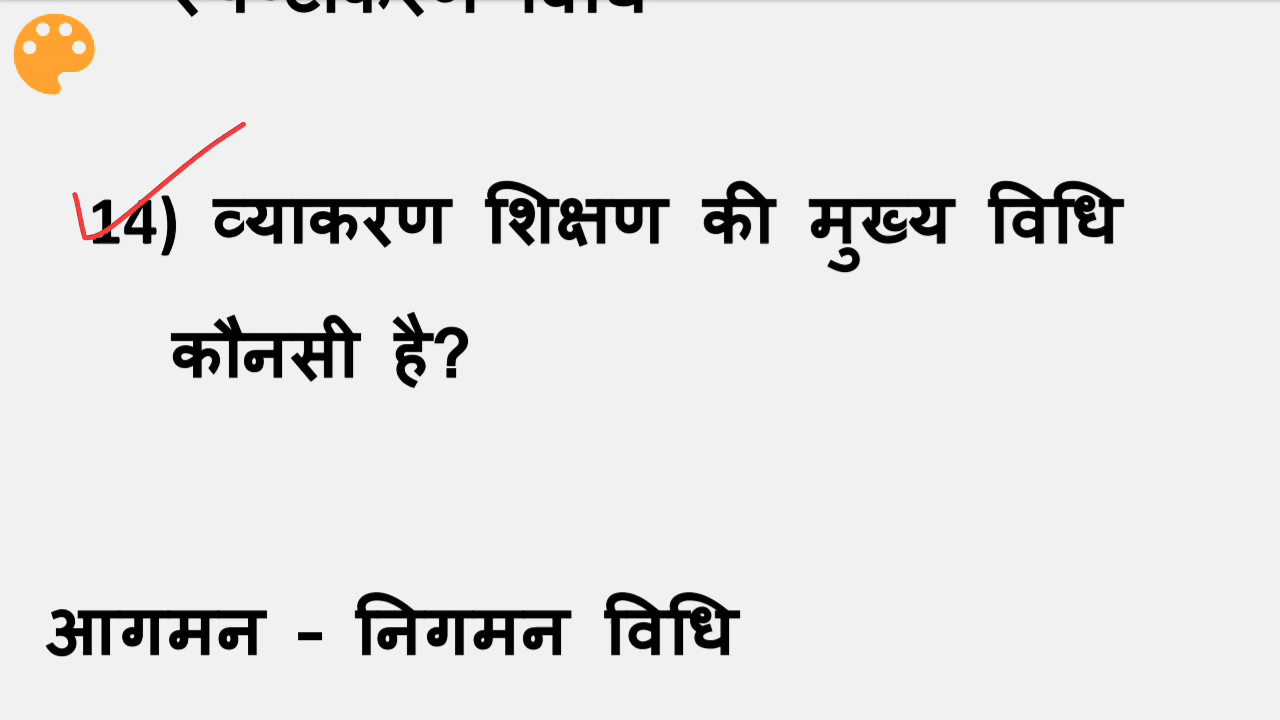 14) व्याकरण शिक्षण की मुख्य विधि
कौनसी है?
आगमन - निगमन विधि